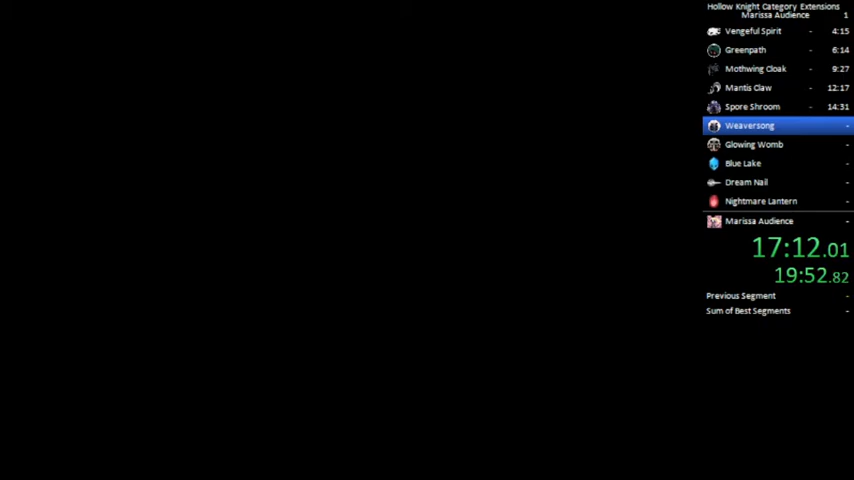 Hollow Knight Category Extensions
Marissa Audience 1
Vengeful Spirit - 4:15
Greenpath - 6:14
Mothwing Cloak - 9:27
Mantis Claw - 12:17
Spore Shroom - 14:31
Weaversong -
Glowing Womb -
Blue Lake -
Dream Nail -
Nightmare Lantern -
Marissa Audience -
17:12.01
19:52.82
Previous Segment -
Sum of Best Segments -